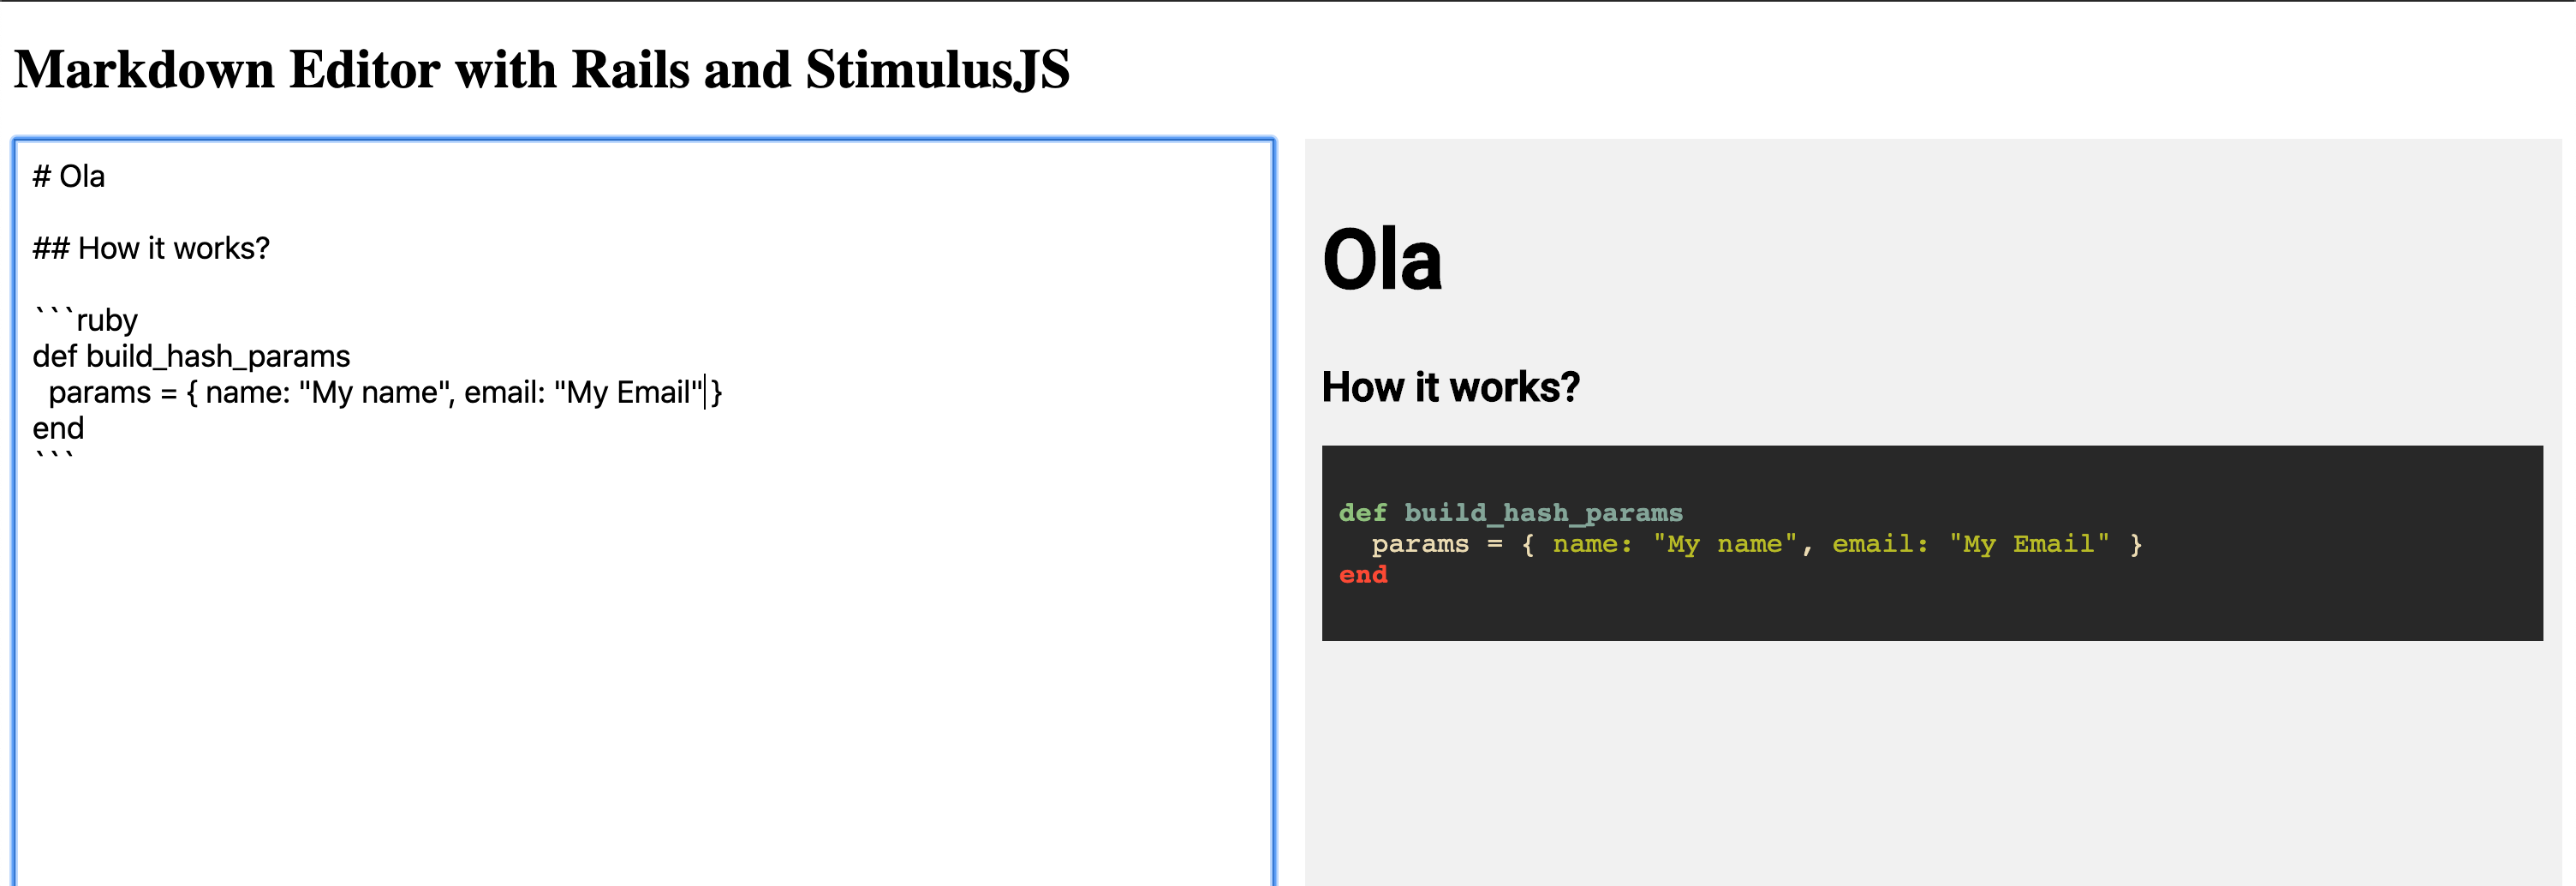 Markdown Editor with Rails and StimulusJS
# Ola
## How it works?
```ruby
def build_hash_params
  params = { name: "My name", email: "My Email" }
end
```
Ola
How it works?
def build_hash_params
  params = { name: "My name", email: "My Email" }
end